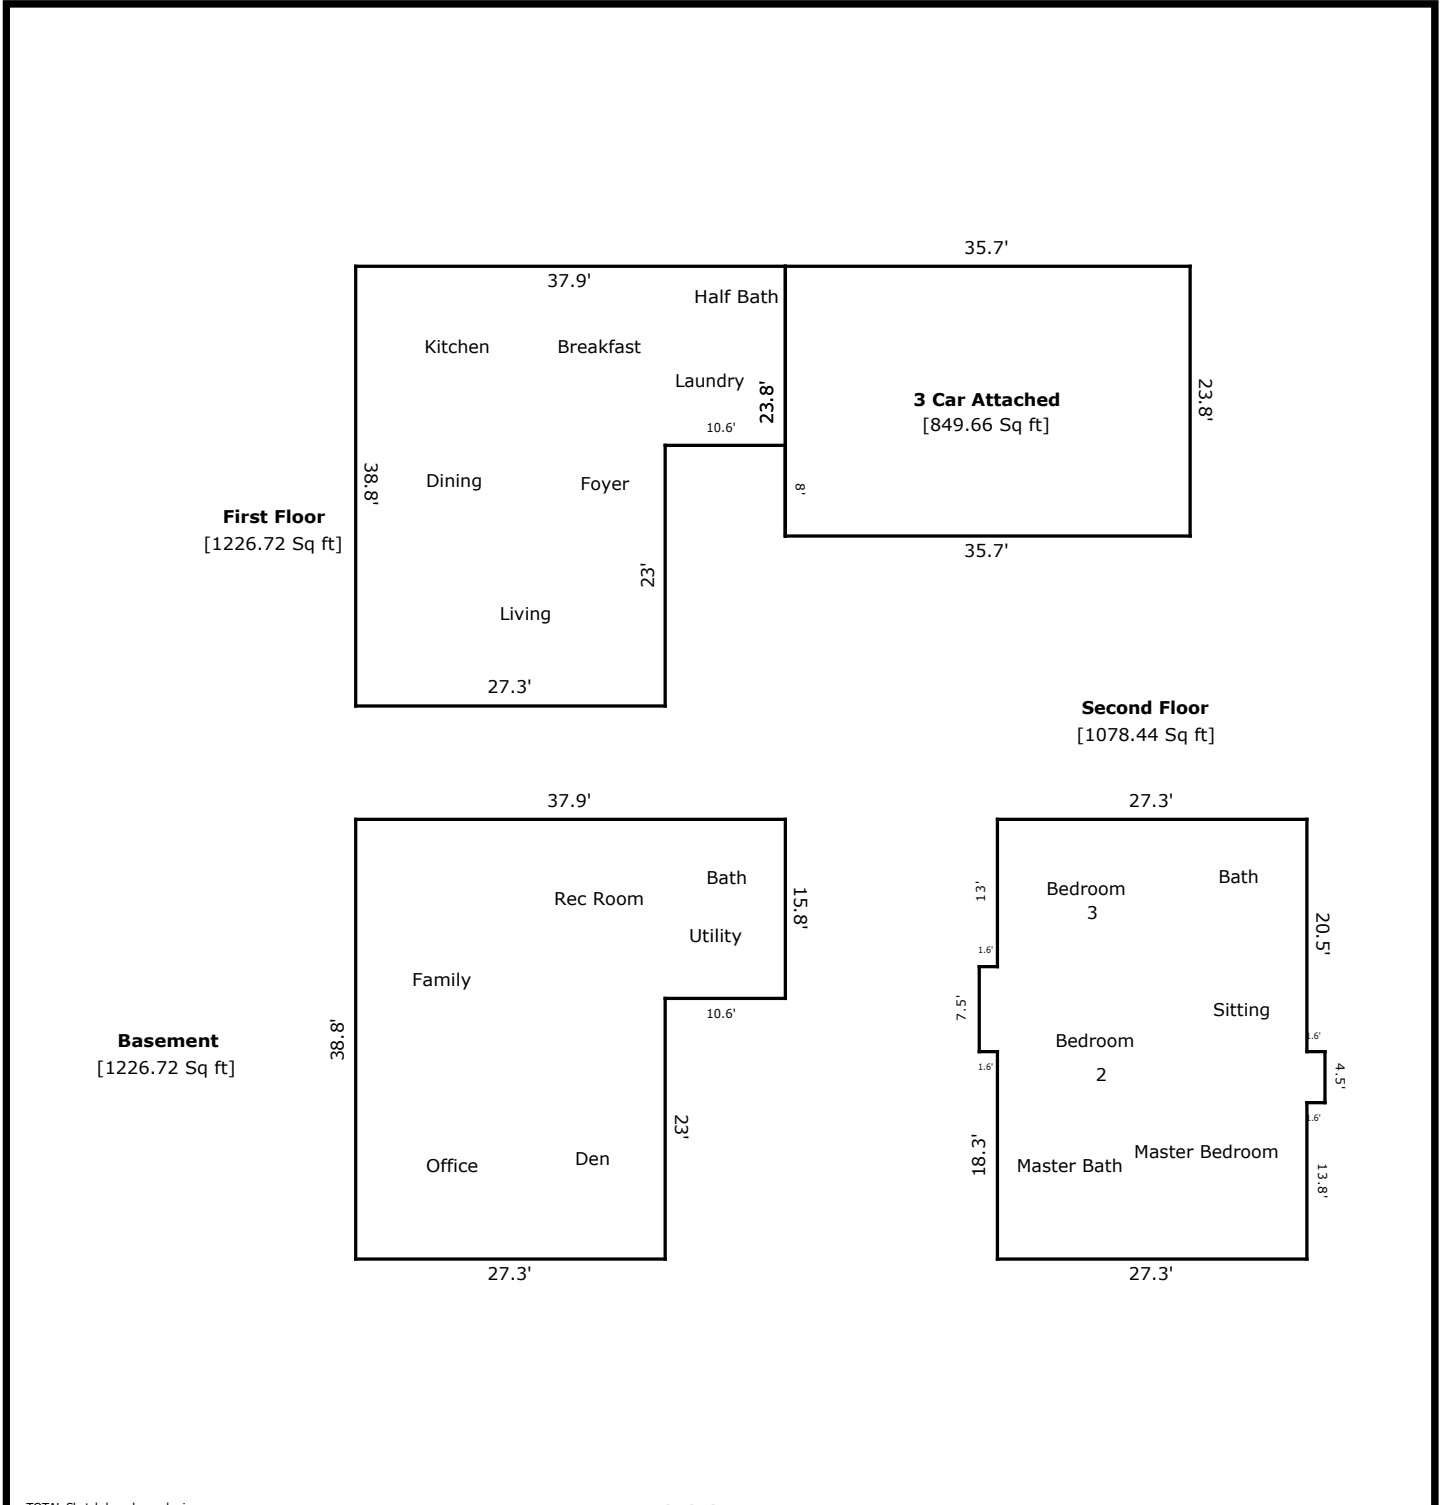 35.7'
37.9'
Half Bath
Kitchen
Breakfast
Laundry
23.8'
3 Car Attached
[849.66 Sq ft]
23.8'
10.6'
38.8'
Dining
Foyer
8'
First Floor
[1226.72 Sq ft]
35.7'
23'
Living
27.3'
Second Floor
[1078.44 Sq ft]
37.9'
27.3'
Bath
Rec Room
15.8'
Utility
Family
10.6'
Basement
[1226.72 Sq ft]
38.8'
23'
Office
Den
27.3'
13'
Bedroom
3
Bath
20.5'
1.6'
7.5'
Sitting
1.6'
Bedroom
2
1.6'
4.5'
1.6'
18.3'
Master Bath
Master Bedroom
13.8'
27.3'